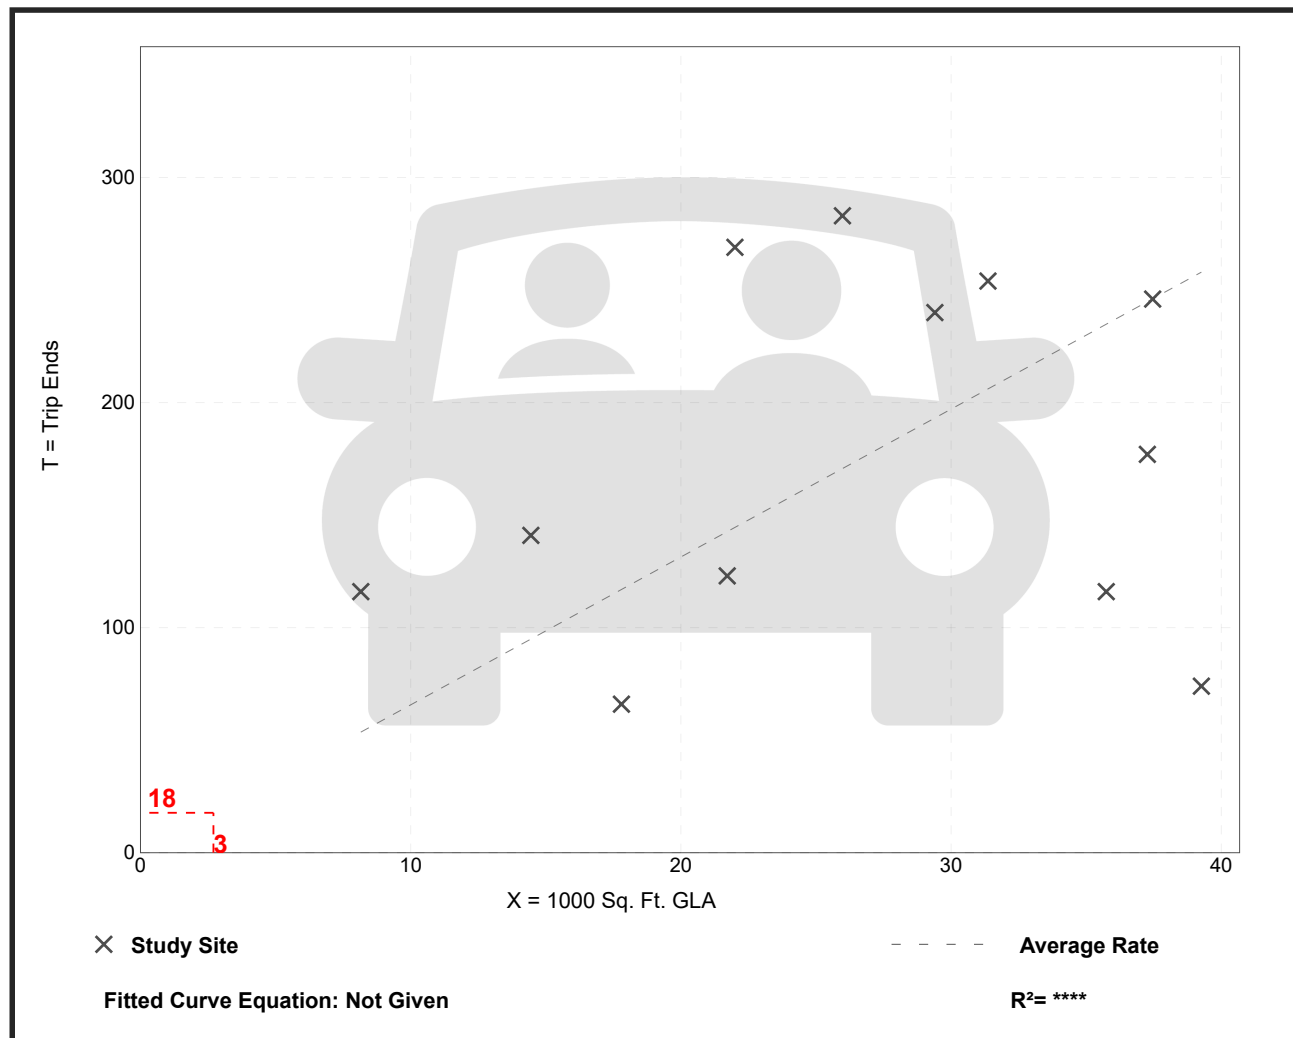 300
200
100
0
T = Trip Ends
18
3
0 10 20 30 40
X = 1000 Sq. Ft. GLA
Study Site Average Rate
Fitted Curve Equation: Not Given R²= ****